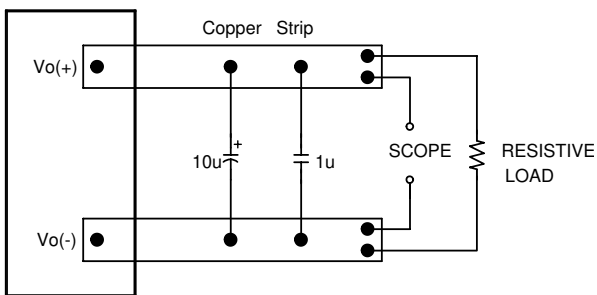 Copper Strip
Vo(+)
+
10u
1u
SCOPE
RESISTIVE
LOAD
Vo(-)